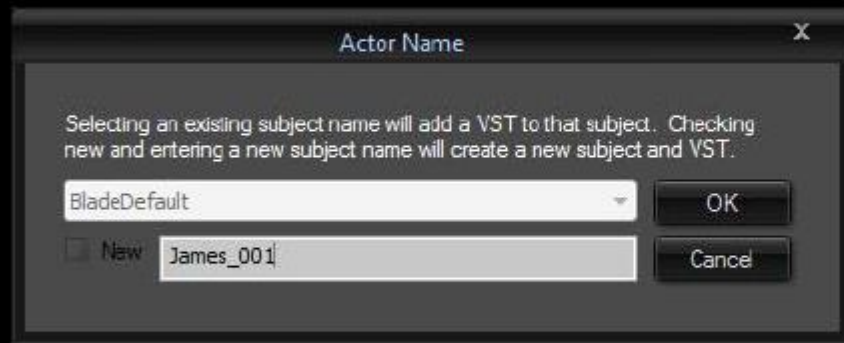 Actor Name
X
Selecting an existing subject name will add a VST to that subject. Checking
new and entering a new subject name will create a new subject and VST.
BladeDefault
OK
New
James_001
Cancel